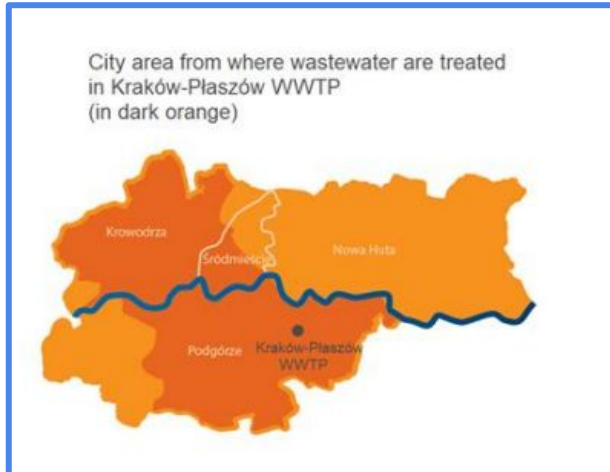 City area from where wastewater are treated
in Kraków-Płaszów WWTP
(in dark orange)
Krowodrza
Śródmieście
Nowa Huta
Podgórze
Kraków-Płaszów
WWTP